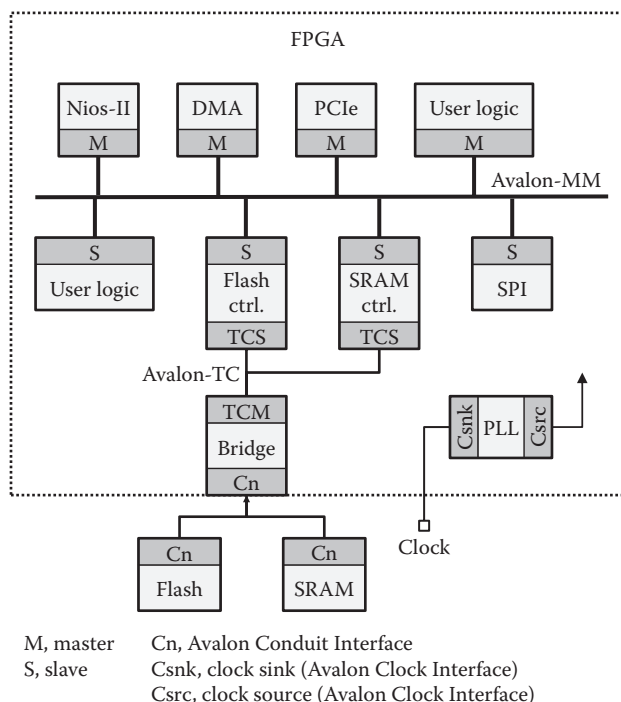 FPGA
Nios-II
DMA
PCIe
User logic
M
M
M
M
Avalon-MM
S
S
S
S
User logic
Flash
ctrl.
SRAM
ctrl.
SPI
TCS
TCS
Avalon-TC
TCM
Bridge
Cn
Csnk
PLL
Csrc
Clock
Cn
Cn
Flash
SRAM
M, master
Cn, Avalon Conduit Interface
S, slave
Csnk, clock sink (Avalon Clock Interface)
Csrc, clock source (Avalon Clock Interface)